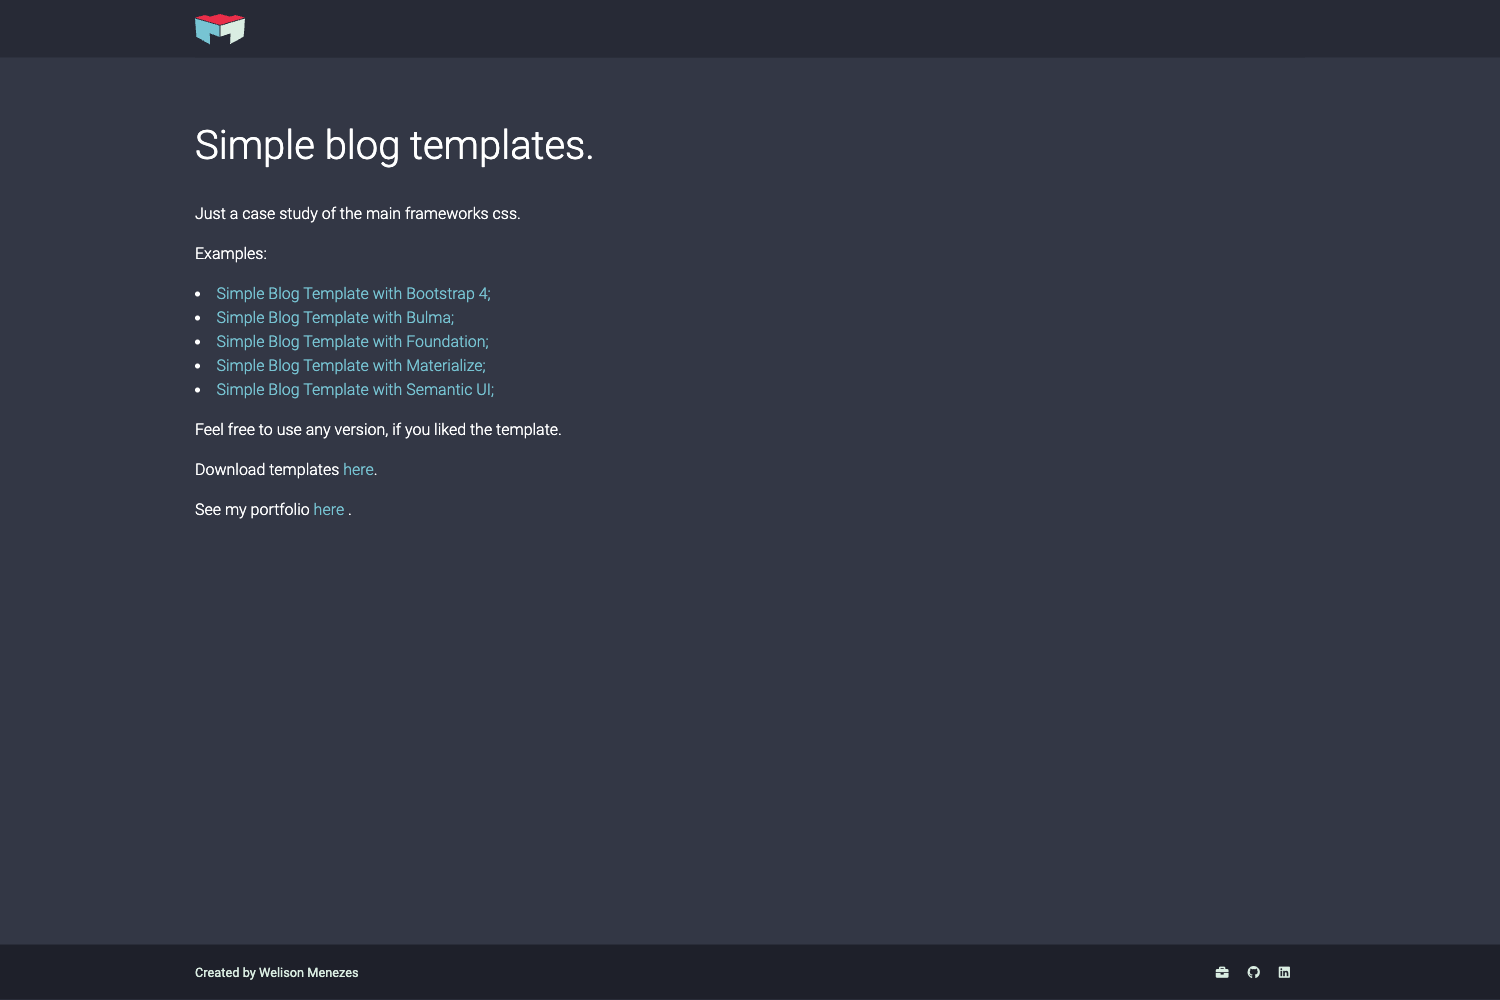 Simple blog templates.
Just a case study of the main frameworks css.
Examples:
Simple Blog Template with Bootstrap 4;
Simple Blog Template with Bulma;
Simple Blog Template with Foundation;
Simple Blog Template with Materialize;
Simple Blog Template with Semantic UI;
Feel free to use any version, if you liked the template.
Download templates here.
See my portfolio here .
Created by Welison Menezes